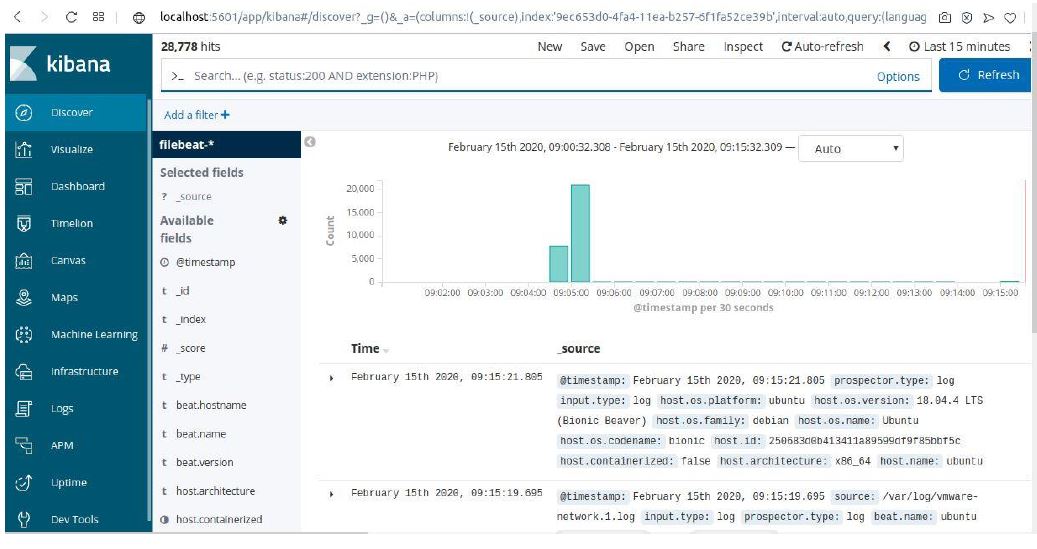 localhost:5601/app/kibana#/discover?_g=()&_a=(columns:!(_source),index:'9ec653d0-4fa4-11ea-b257-6f1fa52ce39b',interval:auto,query:(languag
kibana
Discover
Visualize
Dashboard
Timelion
Canvas
Maps
Machine Learning
Infrastructure
Logs
APM
Uptime
Dev Tools
28,778 hits
New Save Open Share Inspect Auto-refresh Last 15 minutes
>_ Search... (e.g. status:200 AND extension:PHP) Options Refresh
Add a filter +
filebeat-*
Selected fields
? _source
Available
fields
@timestamp
t _id
t _index
# _score
t _type
t beat.hostname
t beat.name
t beat.version
t host.architecture
host.containerized
February 15th 2020, 09:00:32.308 - February 15th 2020, 09:15:32.309 — Auto
Count
20,000
15,000
10,000
5,000
0
09:02:00 09:03:00 09:04:00 09:05:00 09:06:00 09:07:00 09:08:00 09:09:00 09:10:00 09:11:00 09:12:00 09:13:00 09:14:00 09:15:00
@timestamp per 30 seconds
Time _source
February 15th 2020, 09:15:21.805 @timestamp: February 15th 2020, 09:15:21.805 prospector.type: log
input.type: log host.os.platform: ubuntu host.os.version: 18.04.4 LTS
(Bionic Beaver) host.os.family: debian host.os.name: Ubuntu
host.os.codename: bionic host.id: 250683d0b413411a89599df9f85bbf5c
host.containerized: false host.architecture: x86_64 host.name: ubuntu
February 15th 2020, 09:15:19.695 @timestamp: February 15th 2020, 09:15:19.695 source: /var/log/vmware-
network.1.log input.type: log prospector.type: log beat.name: ubuntu